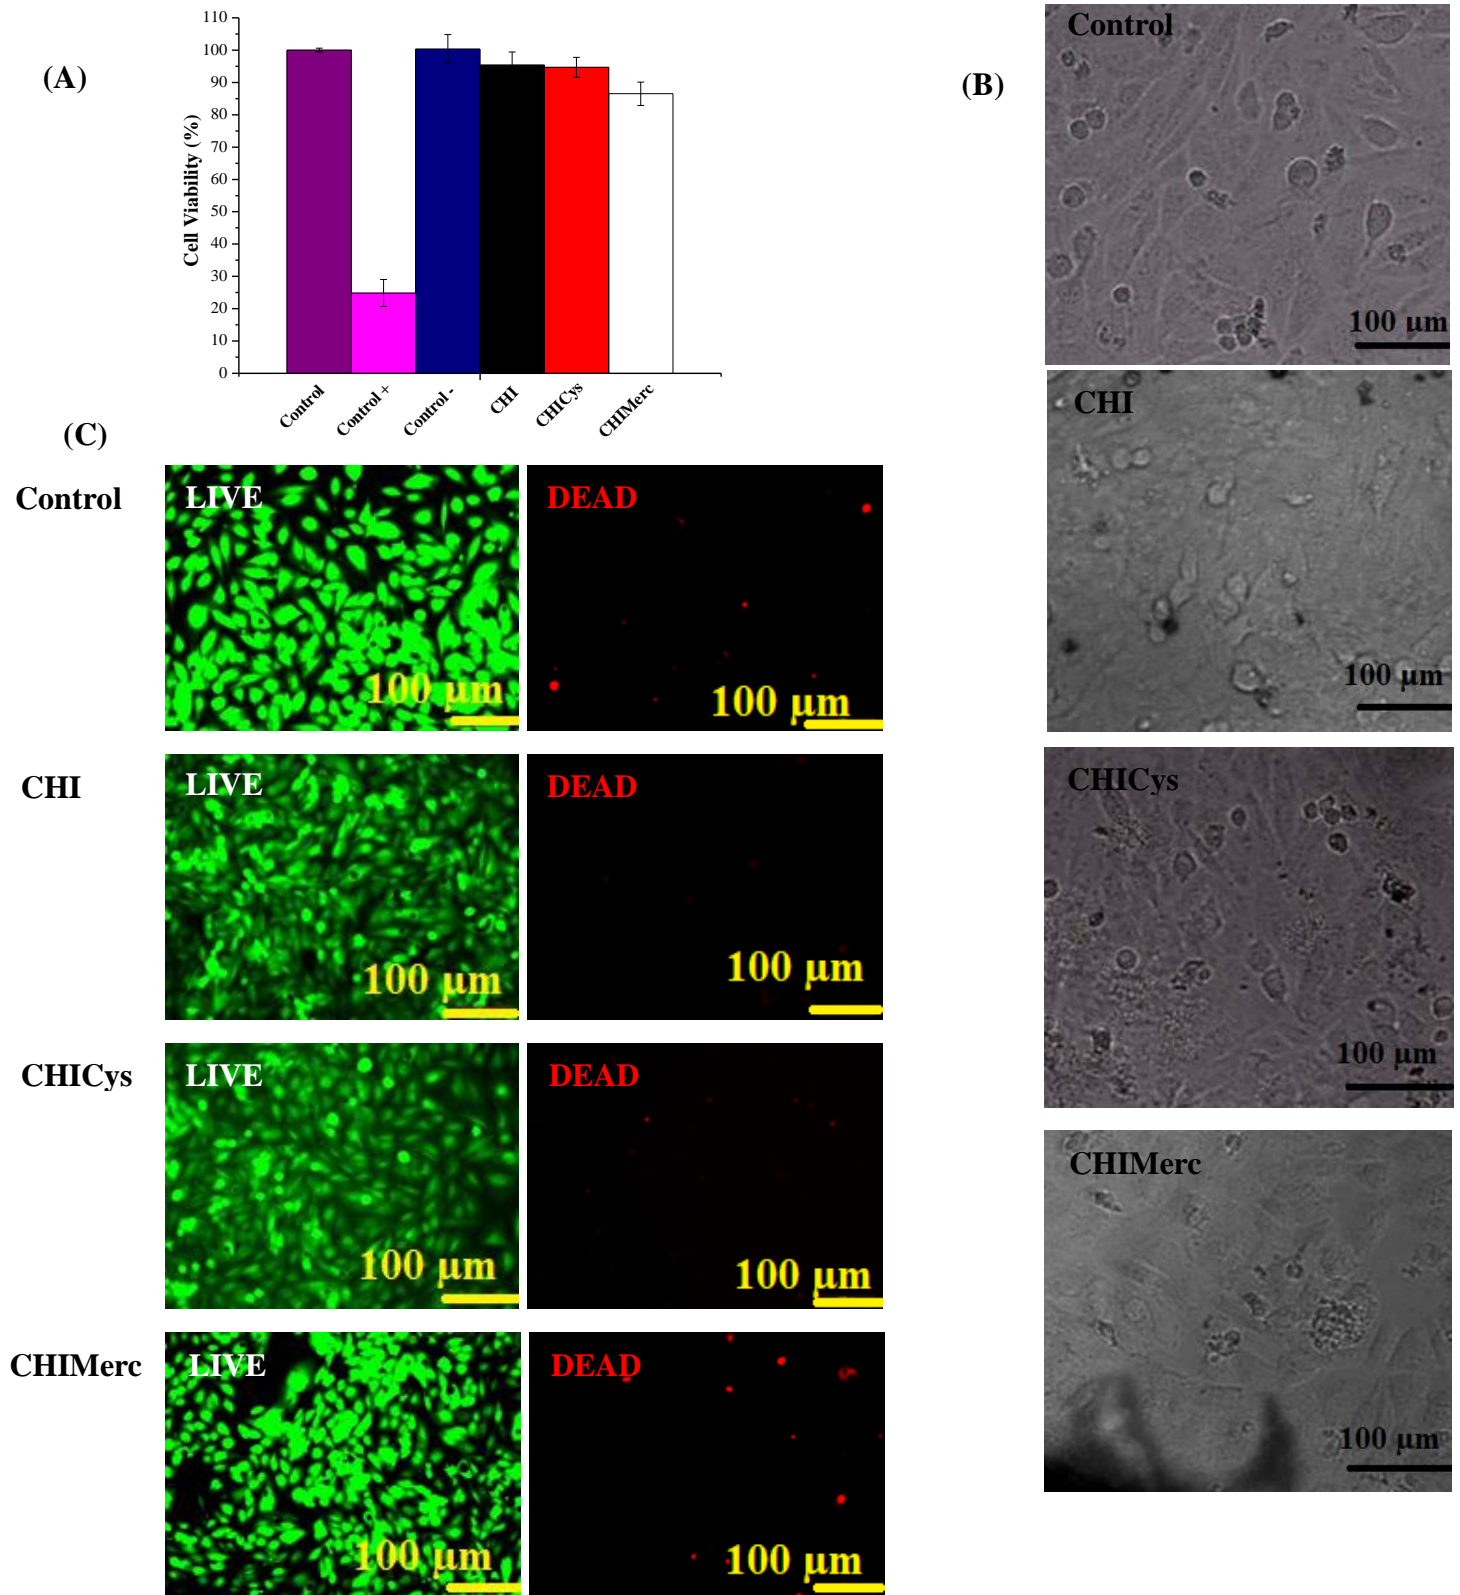 (A)
Cell Viability (%)
110
100
90
80
70
60
50
40
30
20
10
0
Control
Control +
Control -
CHI
CHICys
CHIMerc
(B)
Control
100 µm
CHI
100 µm
CHICys
100 µm
CHIMerc
100 µm
(C)
Control
LIVE
100 µm
DEAD
100 µm
CHI
LIVE
100 µm
DEAD
100 µm
CHICys
LIVE
100 µm
DEAD
100 µm
CHIMerc
LIVE
100 µm
DEAD
100 µm